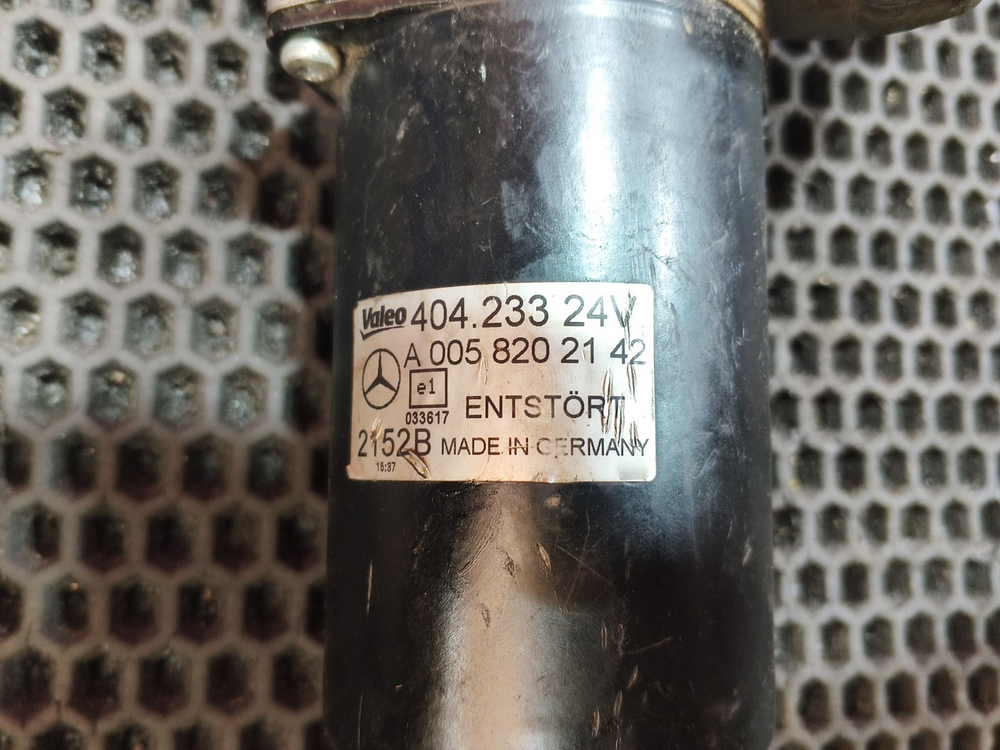 Valeo 404.233 24V
A 005 820 21 42
e1
033617 ENTSTÖRT
2152B MADE IN GERMANY
15:37